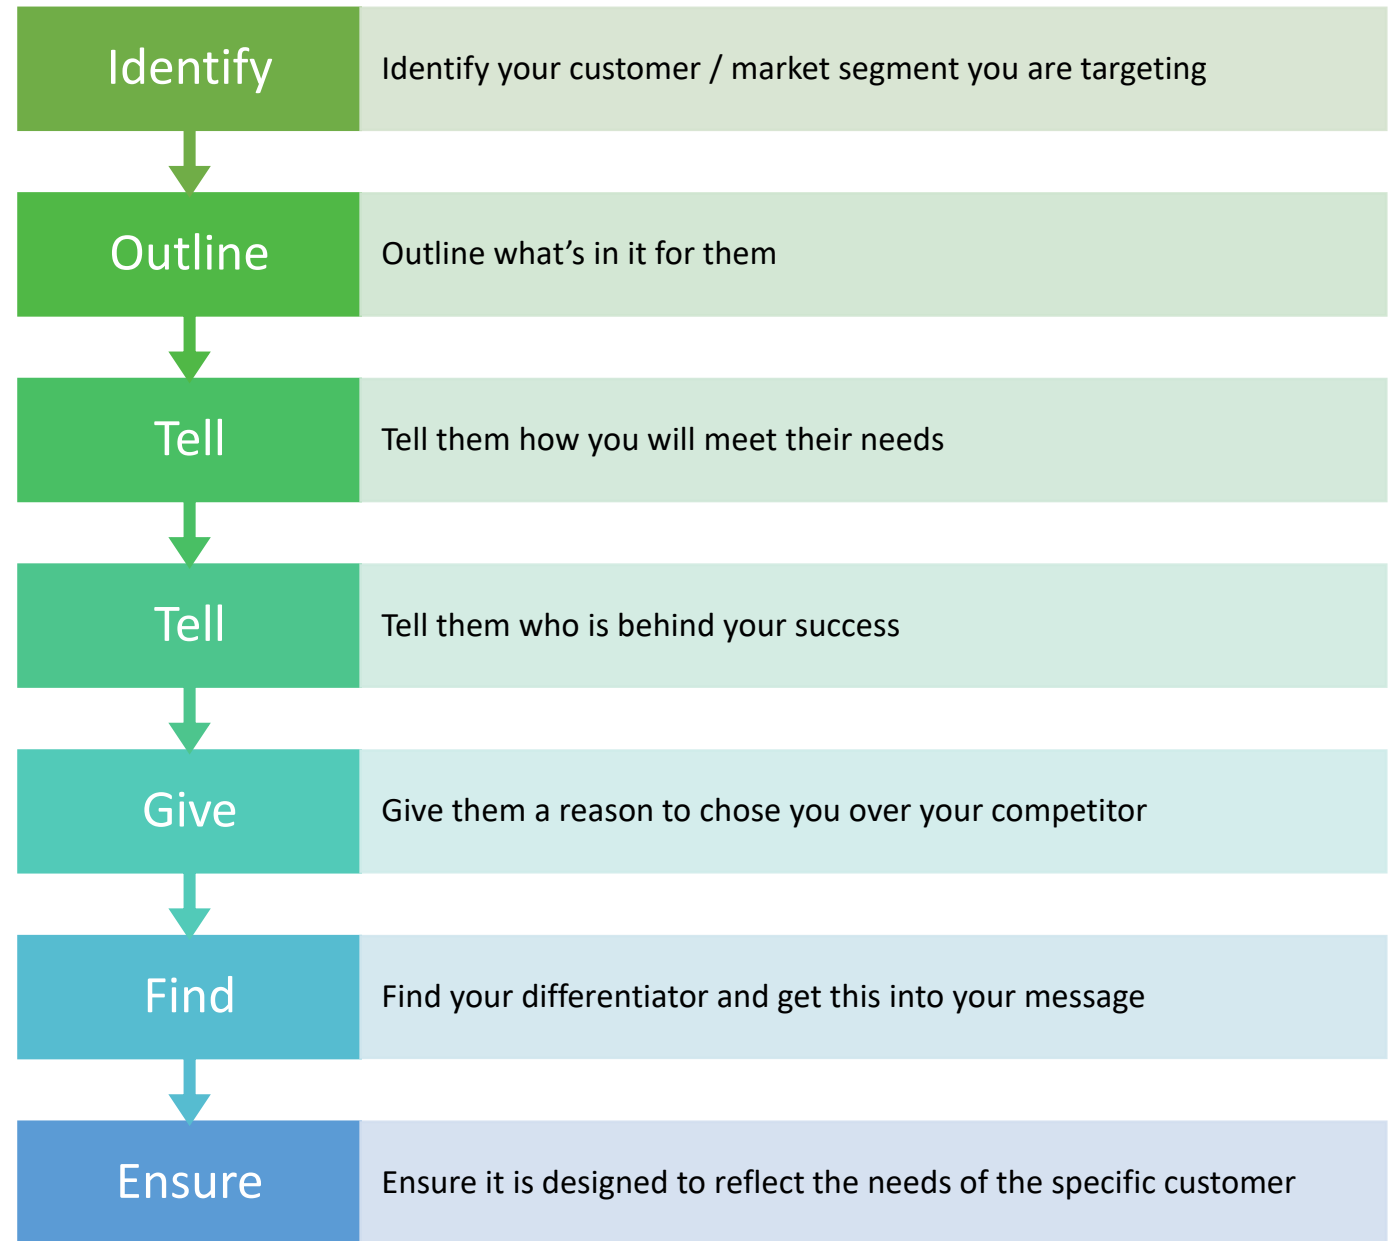 Identify
Identify your customer / market segment you are targeting
Outline
Outline what’s in it for them
Tell
Tell them how you will meet their needs
Tell
Tell them who is behind your success
Give
Give them a reason to chose you over your competitor
Find
Find your differentiator and get this into your message
Ensure
Ensure it is designed to reflect the needs of the specific customer